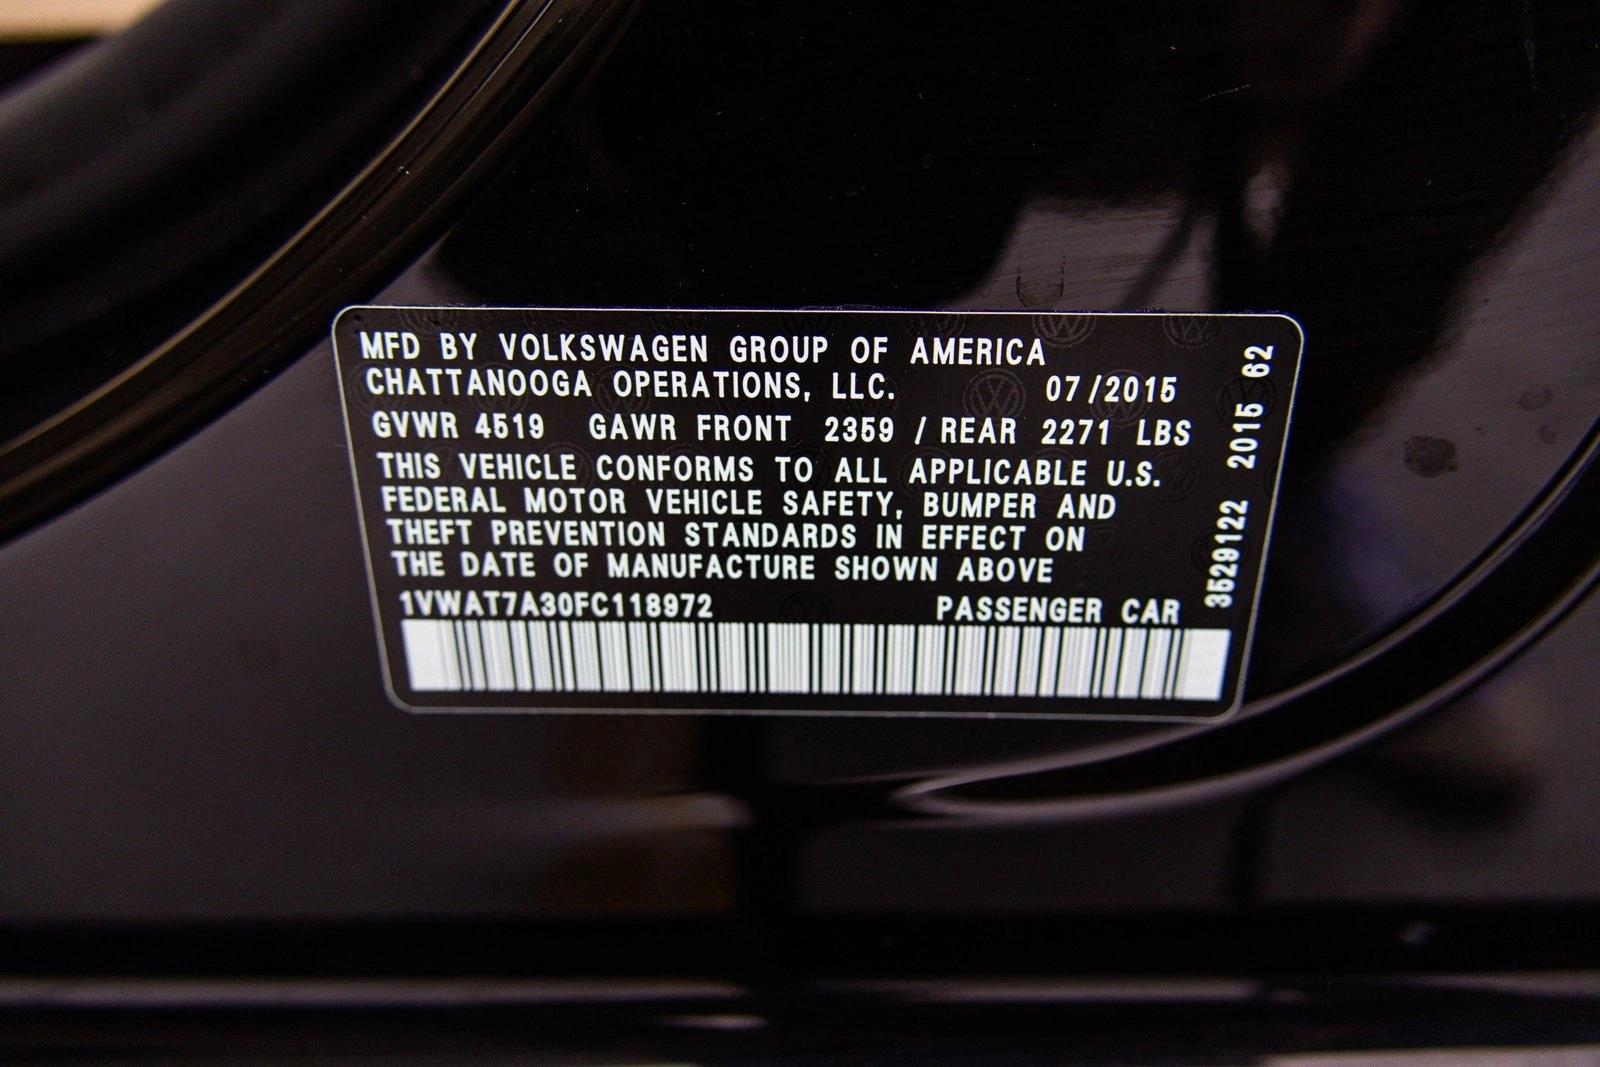 MFD BY VOLKSWAGEN GROUP OF AMERICA
CHATTANOOGA OPERATIONS, LLC. 07/2015
GVWR 4519 GAWR FRONT 2359 / REAR 2271 LBS
THIS VEHICLE CONFORMS TO ALL APPLICABLE U.S.
FEDERAL MOTOR VEHICLE SAFETY, BUMPER AND
THEFT PREVENTION STANDARDS IN EFFECT ON
THE DATE OF MANUFACTURE SHOWN ABOVE
1VWAT7A30FC118972 PASSENGER CAR
3529122 2015 62